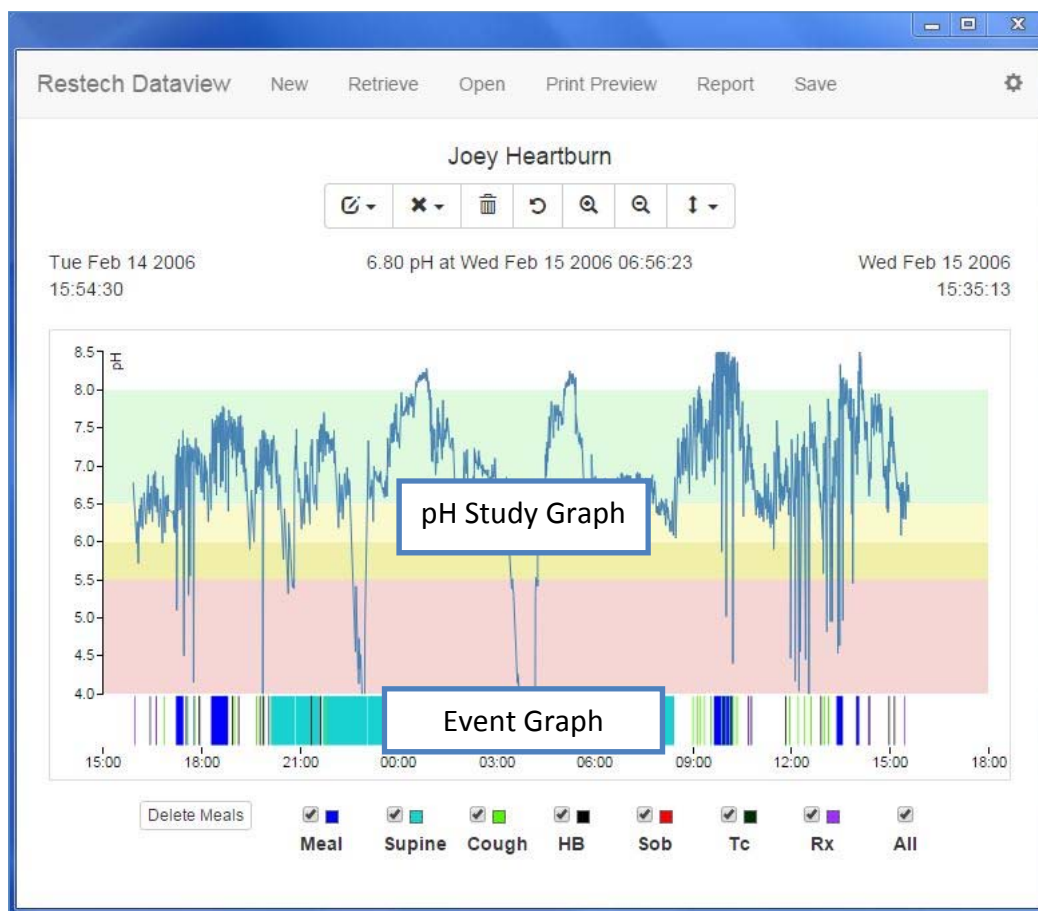 Restech Dataview New Retrieve Open Print Preview Report Save
Joey Heartburn
Tue Feb 14 2006 6.80 pH at Wed Feb 15 2006 06:56:23 Wed Feb 15 2006
15:54:30 15:35:13
8.5 pH
8.0
7.5
7.0
6.5
6.0
5.5
5.0
4.5
4.0
pH Study Graph
Event Graph
15:00 18:00 21:00 00:00 03:00 06:00 09:00 12:00 15:00 18:00
Delete Meals
Meal Supine Cough HB Sob Tc Rx All